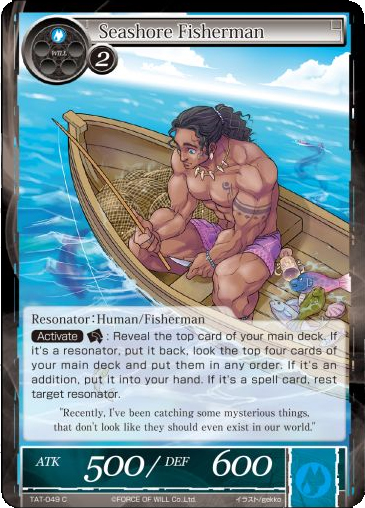 Seashore Fisherman
WILL
2
Resonator：Human/Fisherman
Activate : Reveal the top card of your main deck. If
it's a resonator, put it back, look the top four cards of
your main deck and put them in any order. If it's an
addition, put it into your hand. If it's a spell card, rest
target resonator.
"Recently, I've been catching some mysterious things,
that don't look like they should even exist in our world."
ATK 500/ DEF 600
TAT-049 C ©FORCE OF WILL Co.Ltd. イラスト/gekko